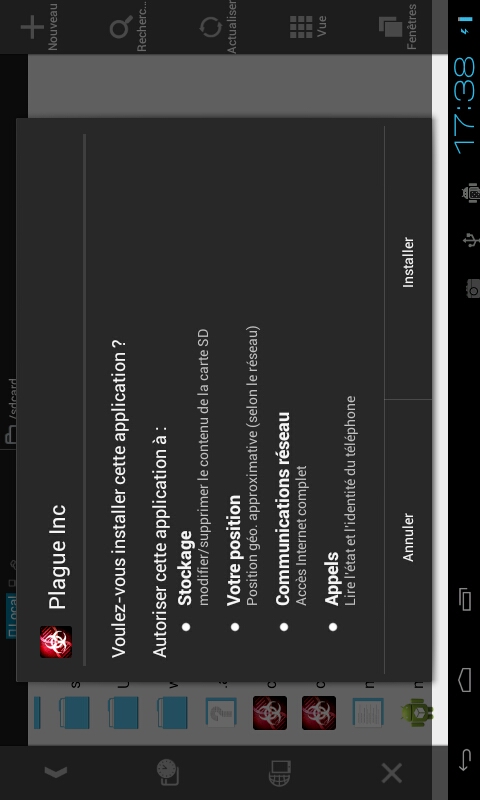 Nouveau
Recherc...
Actualiser
Vue
Fenêtres
17:38
/sdcard
Local
Plague Inc
Voulez-vous installer cette application ?
Autoriser cette application à :
Stockage
modifier/supprimer le contenu de la carte SD
Votre position
Position géo. approximative (selon le réseau)
Communications réseau
Accès Internet complet
Appels
Lire l'état et l'identité du téléphone
Annuler
Installer